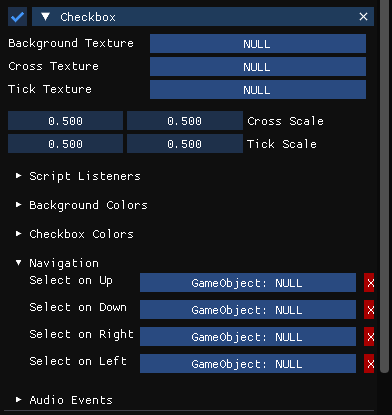 Checkbox
Background Texture NULL
Cross Texture NULL
Tick Texture NULL
0.500 0.500 Cross Scale
0.500 0.500 Tick Scale
Script Listeners
Background Colors
Checkbox Colors
Navigation
Select on Up GameObject: NULL X
Select on Down GameObject: NULL X
Select on Right GameObject: NULL X
Select on Left GameObject: NULL X
Audio Events